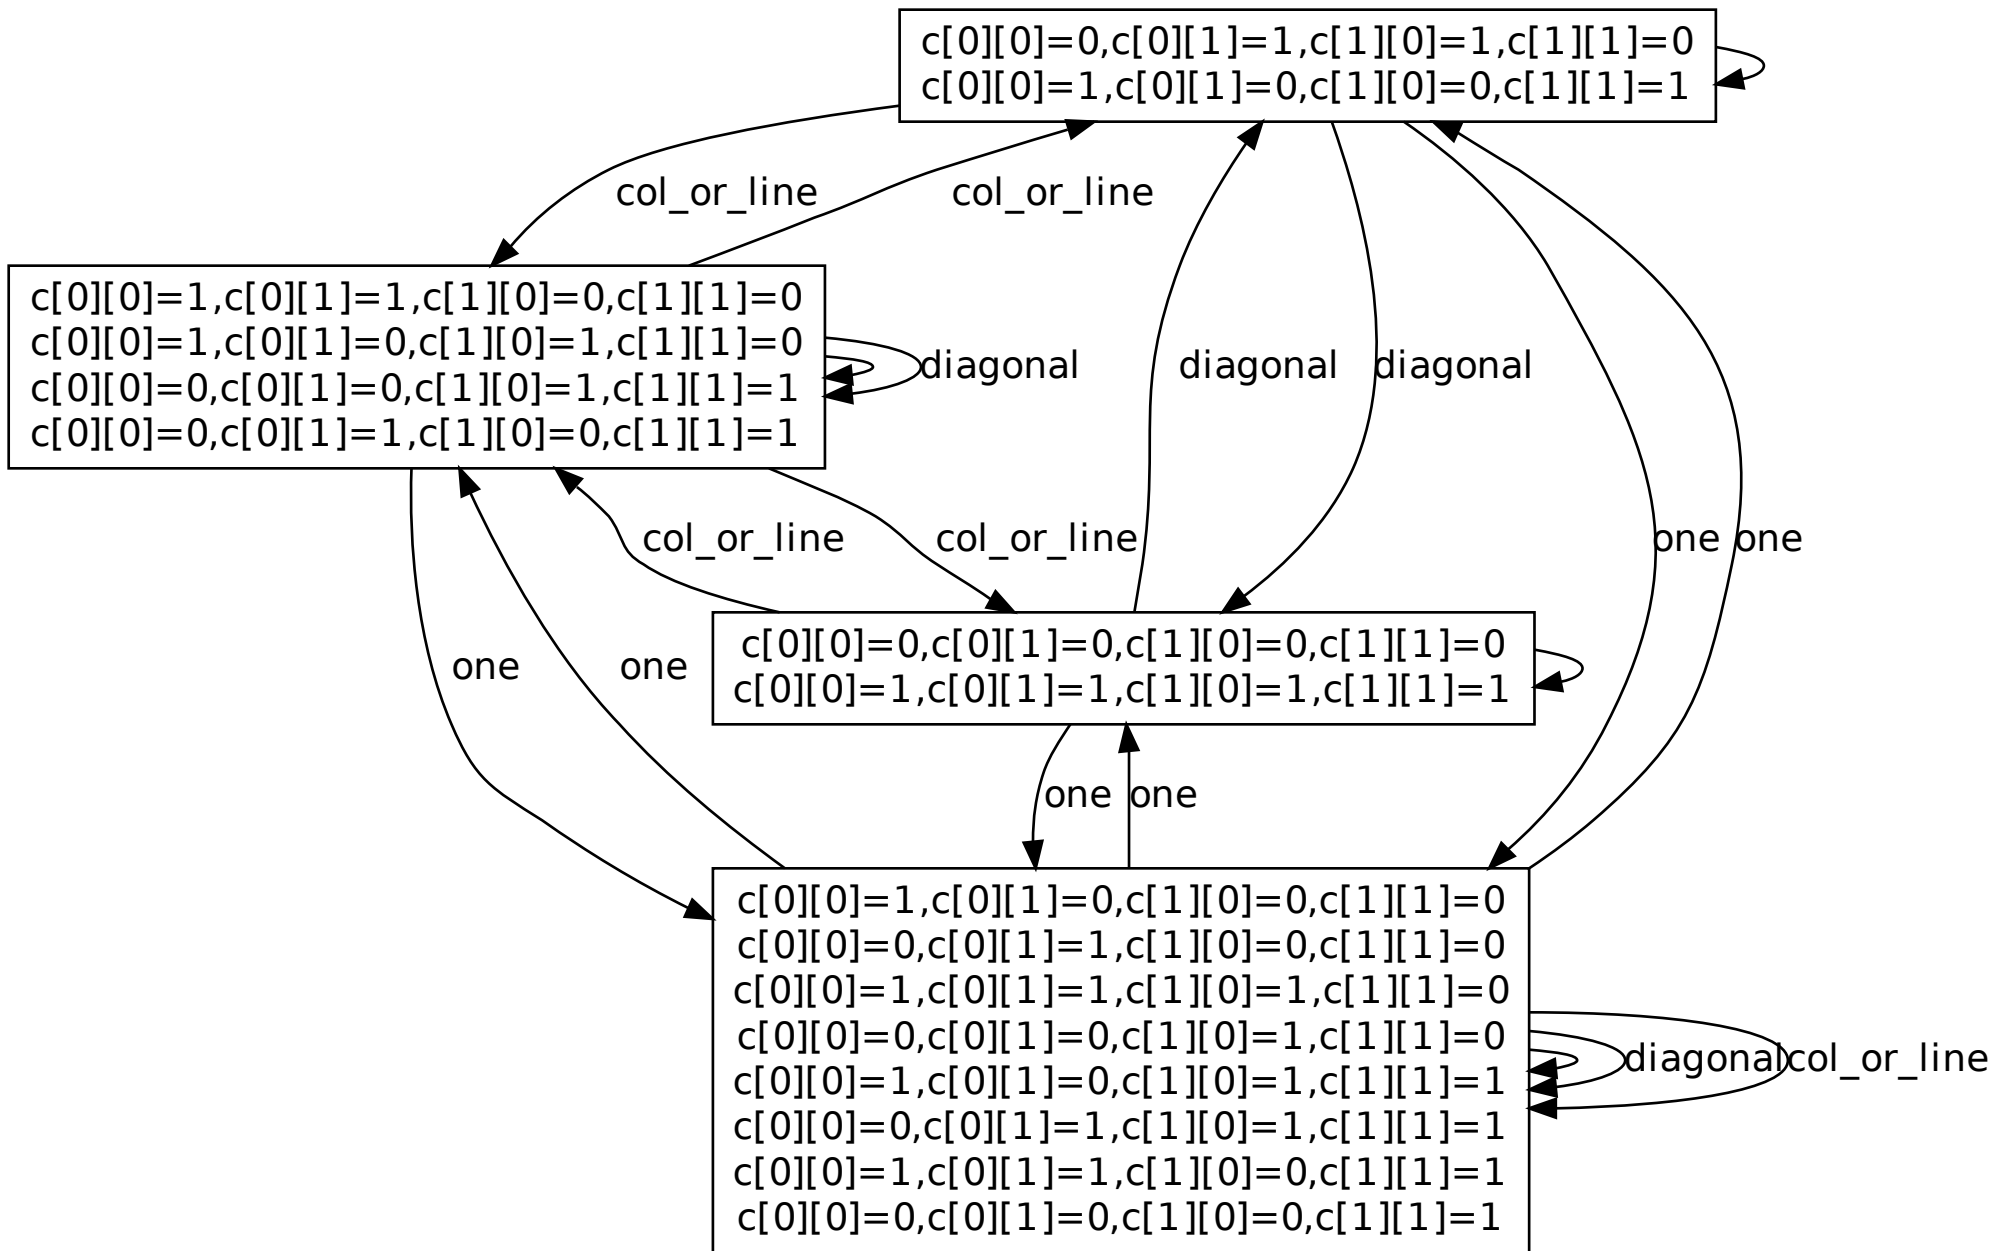 c[0][0]=0,c[0][1]=1,c[1][0]=1,c[1][1]=0
c[0][0]=1,c[0][1]=0,c[1][0]=0,c[1][1]=1
col_or_line
col_or_line
c[0][0]=1,c[0][1]=1,c[1][0]=0,c[1][1]=0
c[0][0]=1,c[0][1]=0,c[1][0]=1,c[1][1]=0
c[0][0]=0,c[0][1]=0,c[1][0]=1,c[1][1]=1
c[0][0]=0,c[0][1]=1,c[1][0]=0,c[1][1]=1
diagonal
diagonal
diagonal
col_or_line
col_or_line
one
one
c[0][0]=0,c[0][1]=0,c[1][0]=0,c[1][1]=0
c[0][0]=1,c[0][1]=1,c[1][0]=1,c[1][1]=1
one
one
one
one
c[0][0]=1,c[0][1]=0,c[1][0]=0,c[1][1]=0
c[0][0]=0,c[0][1]=1,c[1][0]=0,c[1][1]=0
c[0][0]=1,c[0][1]=1,c[1][0]=1,c[1][1]=0
c[0][0]=0,c[0][1]=0,c[1][0]=1,c[1][1]=0
c[0][0]=1,c[0][1]=0,c[1][0]=1,c[1][1]=1
c[0][0]=0,c[0][1]=1,c[1][0]=1,c[1][1]=1
c[0][0]=1,c[0][1]=1,c[1][0]=0,c[1][1]=1
c[0][0]=0,c[0][1]=0,c[1][0]=0,c[1][1]=1
diagonal
col_or_line